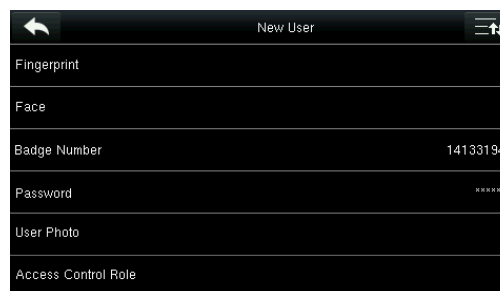 New User
Fingerprint
Face
Badge Number 1413319
Password *****
User Photo
Access Control Role